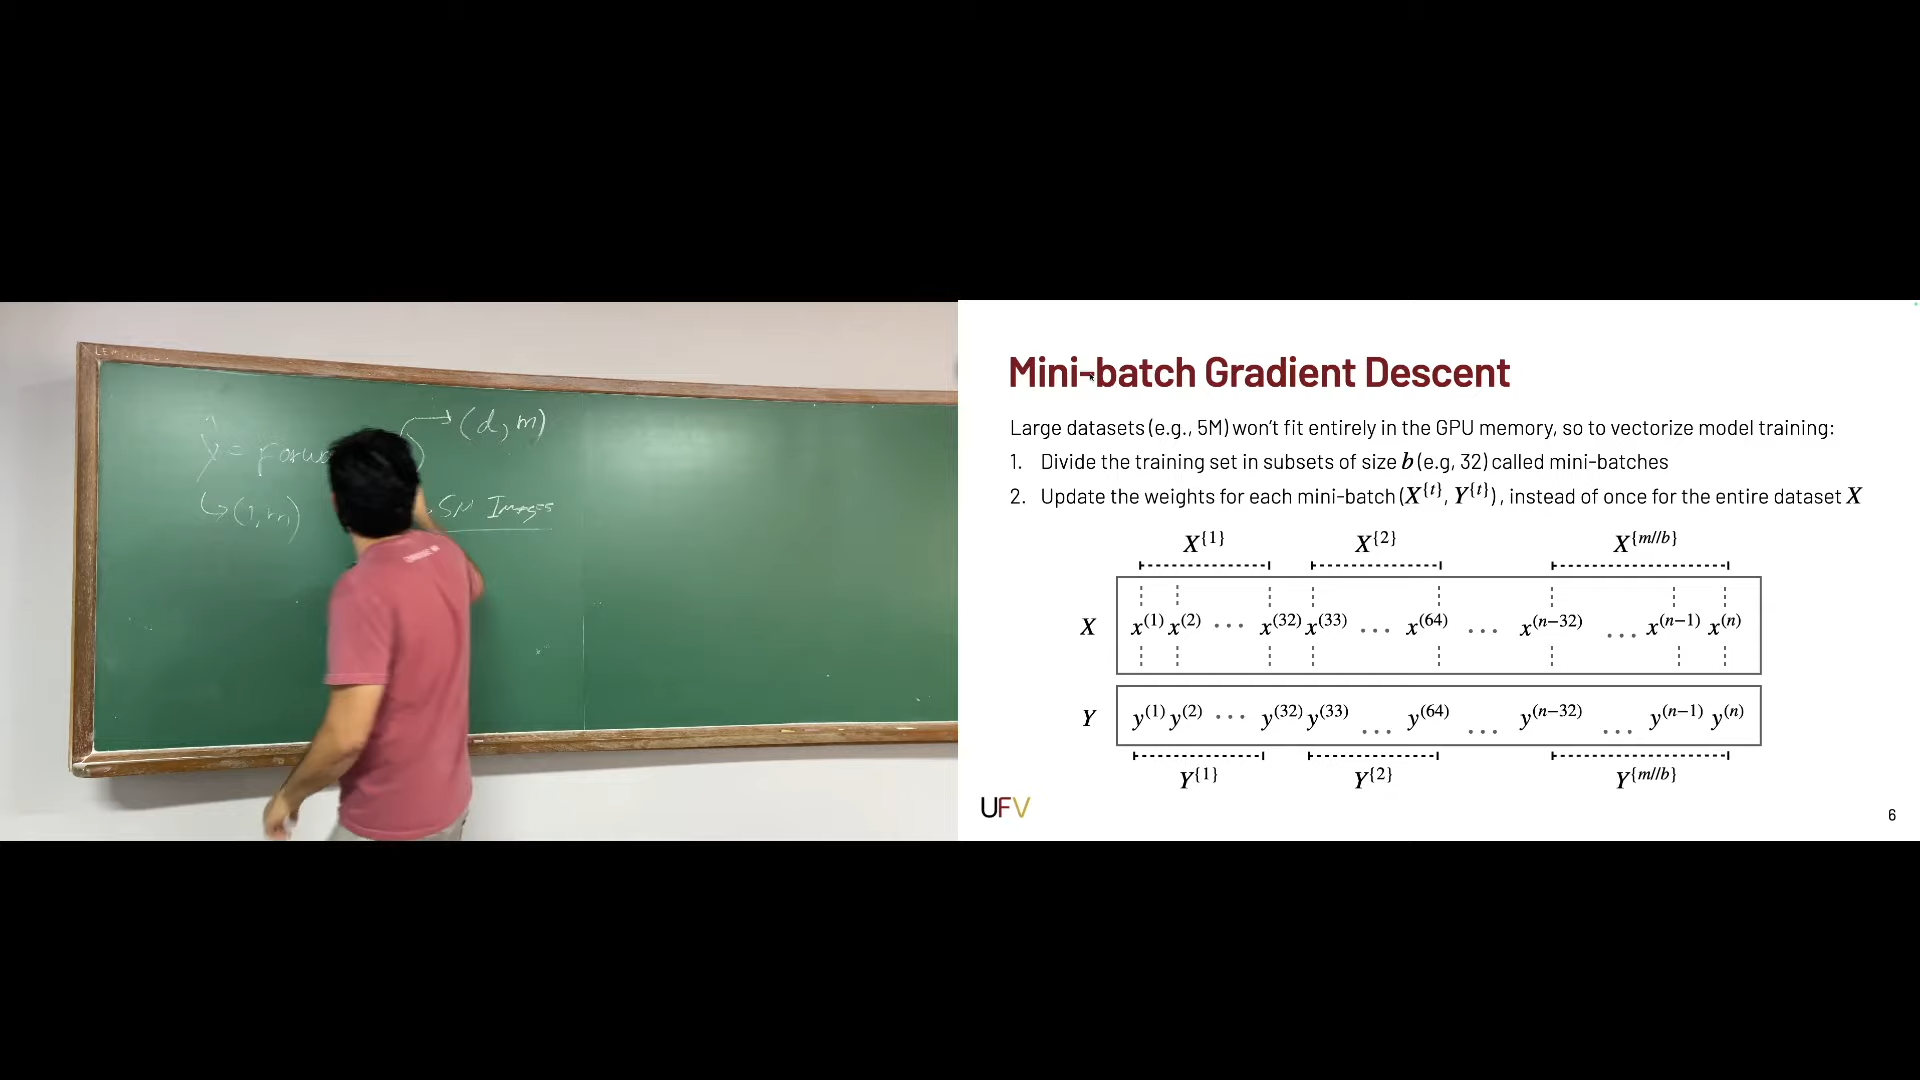 (d, m)
ŷ =
(1, m)
5M Images
Mini-batch Gradient Descent
Large datasets (e.g., 5M) won't fit entirely in the GPU memory, so to vectorize model training:
1. Divide the training set in subsets of size b (e.g, 32) called mini-batches
2. Update the weights for each mini-batch (X^{t}, Y^{t}), instead of once for the entire dataset X
X^{1} X^{2} X^{m//b}
X x^(1) x^(2) ... x^(32) x^(33) ... x^(64) ... x^(n−32) ... x^(n−1) x^(n)
Y y^(1) y^(2) ... y^(32) y^(33) ... y^(64) ... y^(n−32) ... y^(n−1) y^(n)
Y^{1} Y^{2} Y^{m//b}
UFV
6